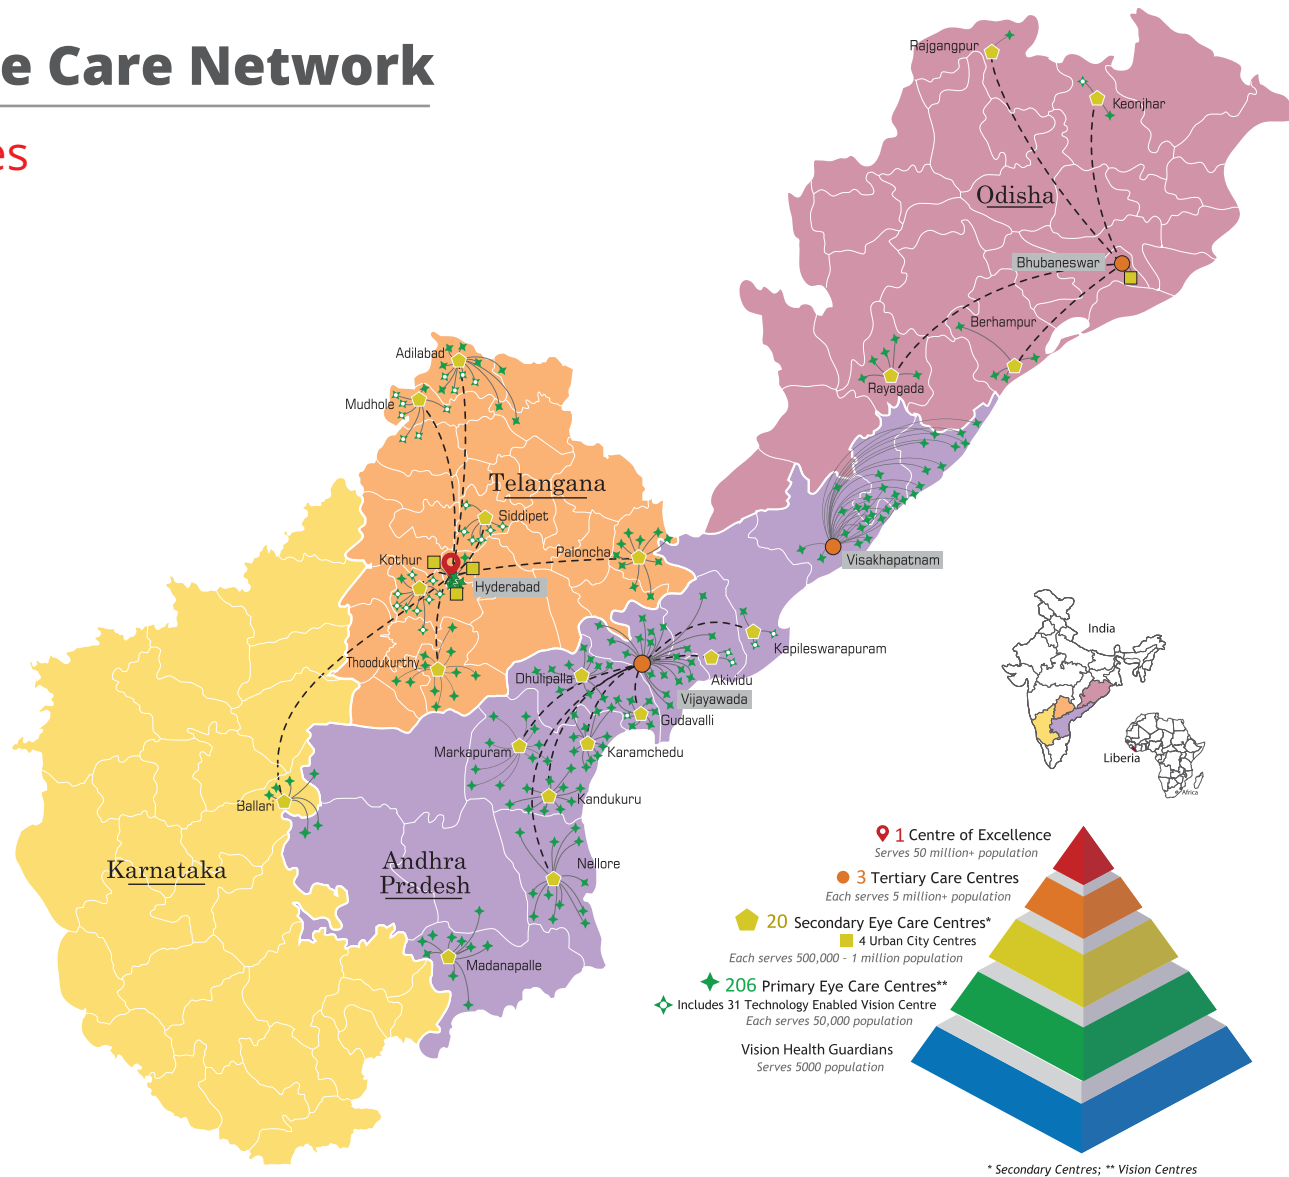 e Care Network
es
Rajgangpur
Keonjhar
Odisha
Bhubaneswar
Berhampur
Rayagada
Adilabad
Mudhole
Telangana
Siddipet
Kothur
Paloncha
Hyderabad
Visakhapatnam
Thoodukurthy
Dhulipalla
Kapileswarapuram
Akividu
Vijayawada
Gudavalli
Markapuram
Karamchedu
Kandukuru
Ballari
Nellore
Karnataka
Andhra
Pradesh
Madanapalle
India
Liberia
Africa
1 Centre of Excellence
Serves 50 million+ population
3 Tertiary Care Centres
Each serves 5 million+ population
20 Secondary Eye Care Centres*
4 Urban City Centres
Each serves 500,000 - 1 million population
206 Primary Eye Care Centres**
Includes 31 Technology Enabled Vision Centre
Each serves 50,000 population
Vision Health Guardians
Serves 5000 population
* Secondary Centres; ** Vision Centres